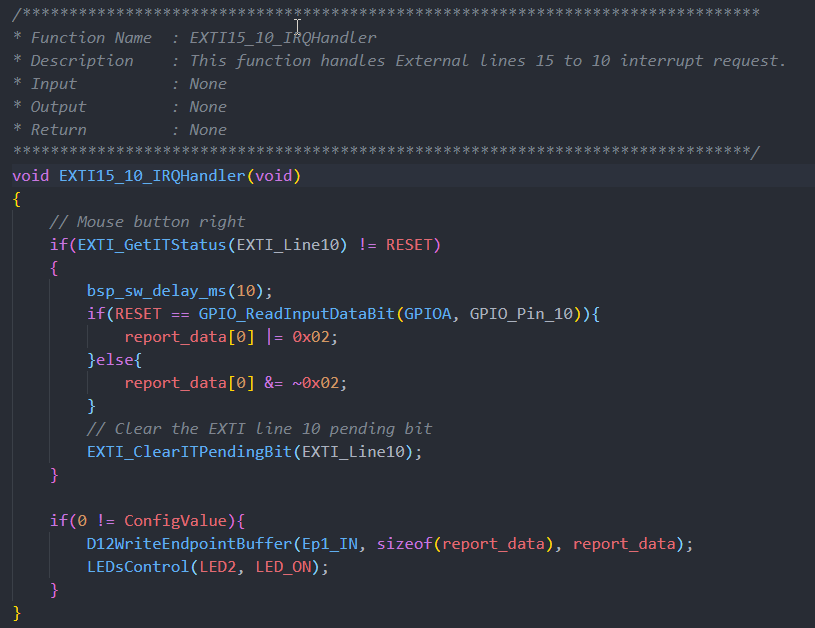 /*******************************************************************************
* Function Name  : EXTI15_10_IRQHandler
* Description    : This function handles External lines 15 to 10 interrupt request.
* Input          : None
* Output         : None
* Return         : None
*******************************************************************************/
void EXTI15_10_IRQHandler(void)
{
    // Mouse button right
    if(EXTI_GetITStatus(EXTI_Line10) != RESET)
    {
        bsp_sw_delay_ms(10);
        if(RESET == GPIO_ReadInputDataBit(GPIOA, GPIO_Pin_10)){
            report_data[0] |= 0x02;
        }else{
            report_data[0] &= ~0x02;
        }
        // Clear the EXTI line 10 pending bit
        EXTI_ClearITPendingBit(EXTI_Line10);
    }

    if(0 != ConfigValue){
        D12WriteEndpointBuffer(Ep1_IN, sizeof(report_data), report_data);
        LEDsControl(LED2, LED_ON);
    }
}